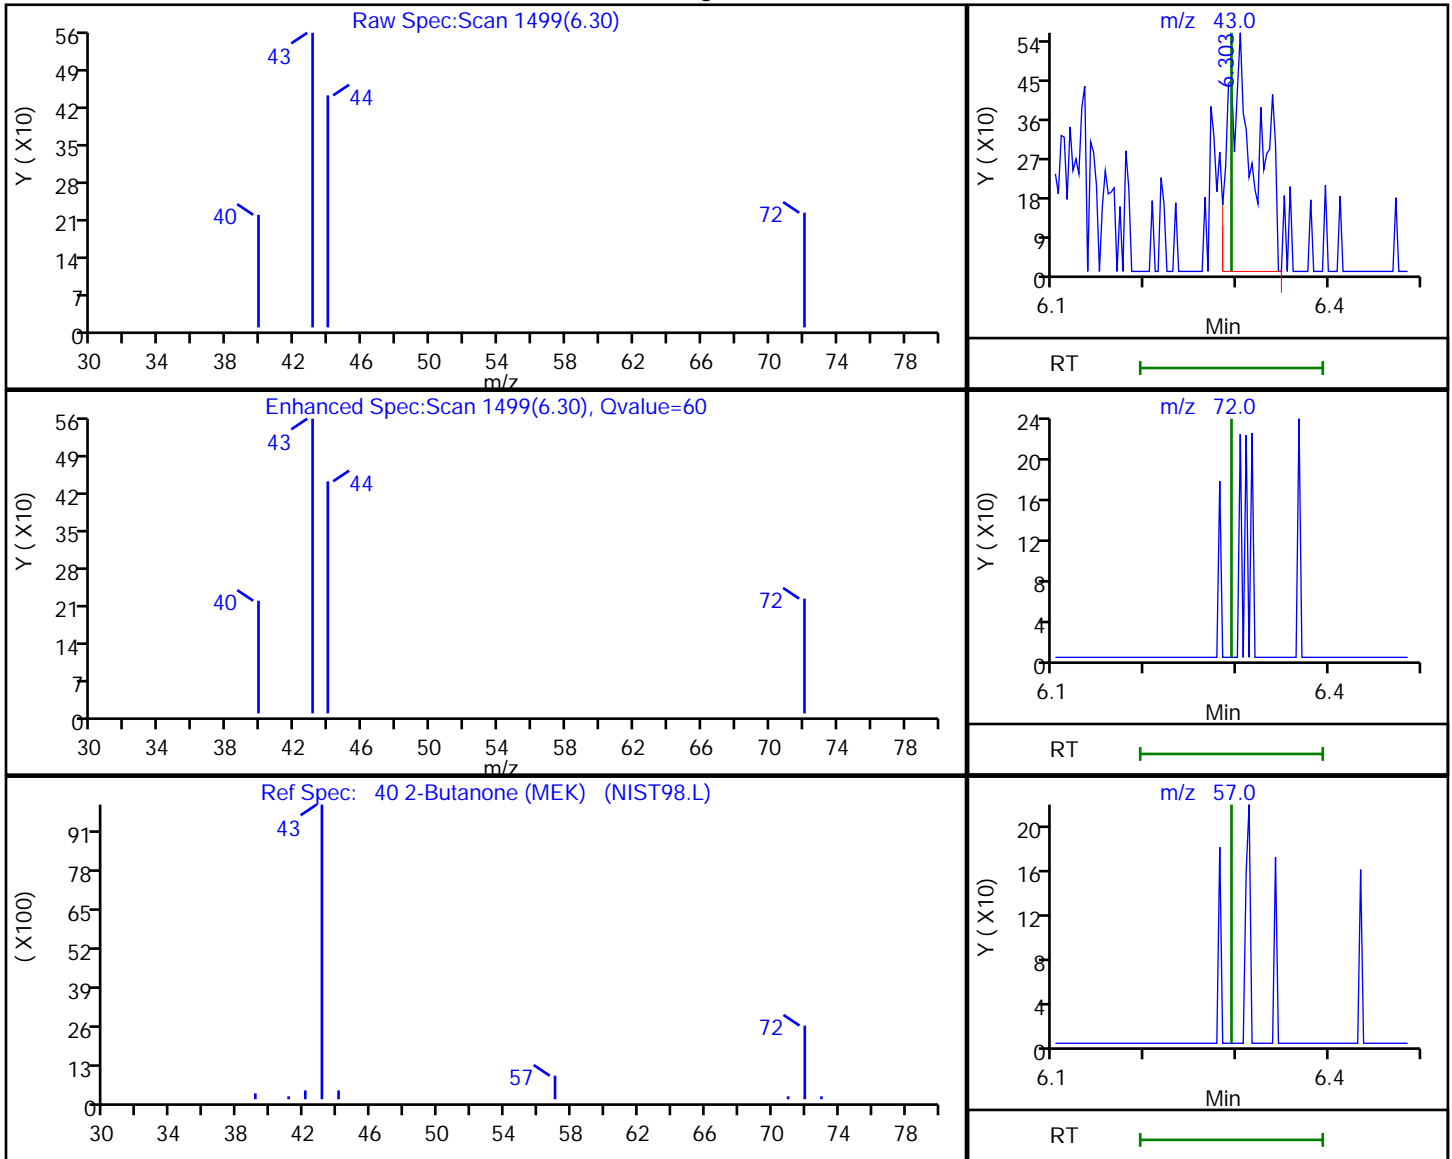 Raw Spec:Scan 1499(6.30)
56
49
42
35
28
21
14
7
0
Y ( X10)
43
44
40
72
30 34 38 42 46 50 54 58 62 66 70 74 78
m/z
m/z 43.0
54
45
36
27
18
9
0
Y ( X10)
6.303
6.1 6.4
Min
RT
Enhanced Spec:Scan 1499(6.30), Qvalue=60
56
49
42
35
28
21
14
7
0
Y ( X10)
43
44
40
72
30 34 38 42 46 50 54 58 62 66 70 74 78
m/z
m/z 72.0
24
20
16
12
8
4
0
Y ( X10)
6.1 6.4
Min
RT
Ref Spec: 40 2-Butanone (MEK) (NIST98.L)
91
78
65
52
39
26
13
0
( X100)
43
72
57
30 34 38 42 46 50 54 58 62 66 70 74 78
m/z 57.0
20
16
12
8
4
0
Y ( X10)
6.1 6.4
Min
RT